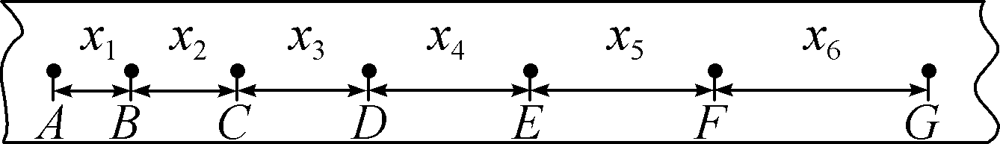 x₁ x₂ x₃ x₄ x₅ x₆
A B C D E F G